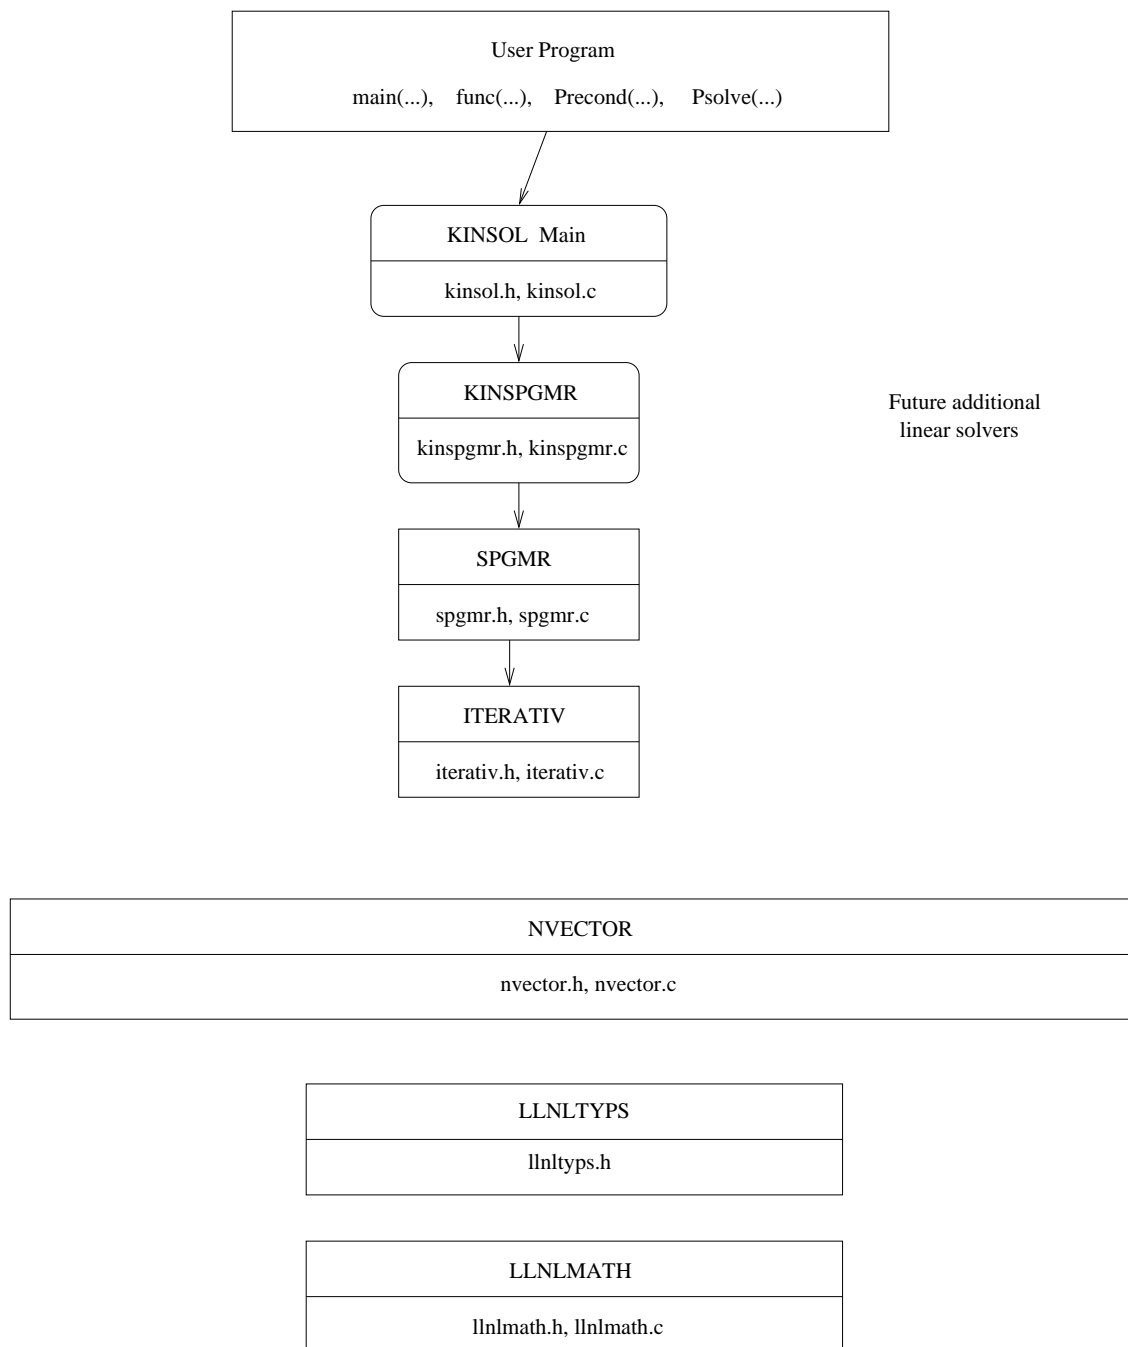 User Program
main(...), func(...), Precond(...), Psolve(...)
KINSOL Main
kinsol.h, kinsol.c
KINSPGMR
kinspgmr.h, kinspgmr.c
Future additional
linear solvers
SPGMR
spgmr.h, spgmr.c
ITERATIV
iterativ.h, iterativ.c
NVECTOR
nvector.h, nvector.c
LLNLTYPS
llnltyps.h
LLNLMATH
llnlmath.h, llnlmath.c